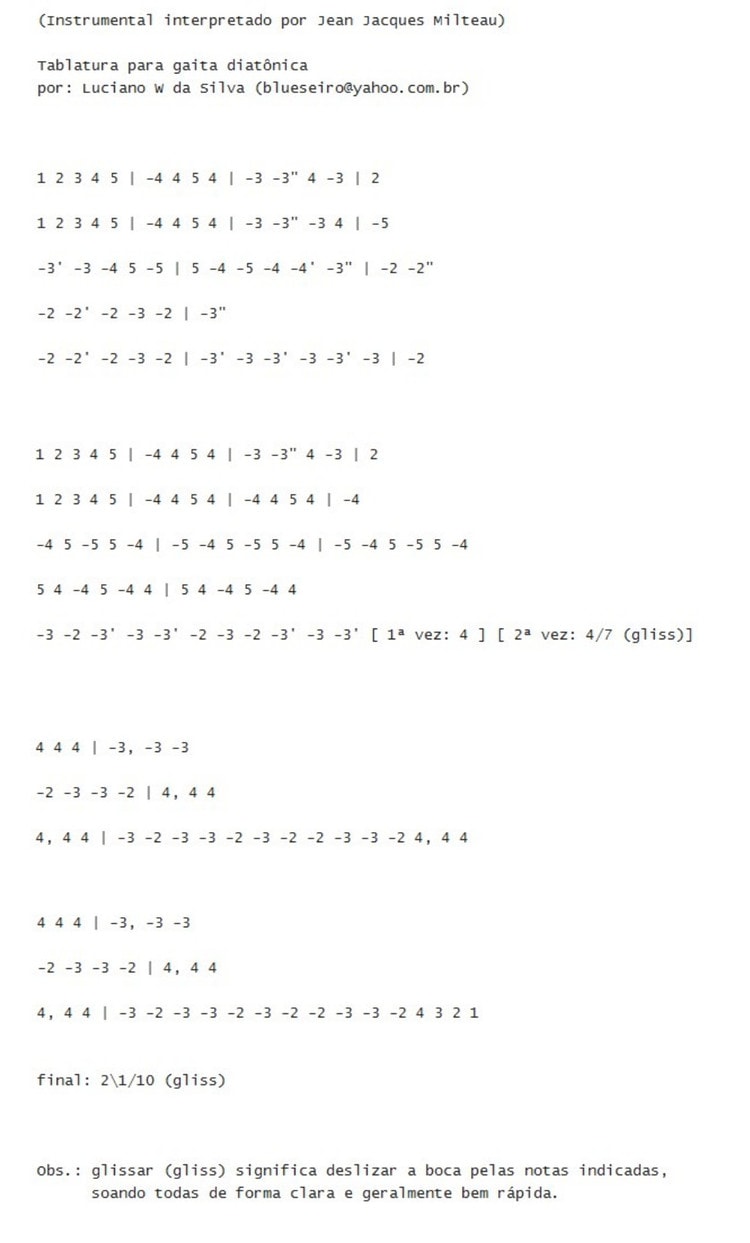 (Instrumental interpretado por Jean Jacques Milteau)
Tablatura para gaita diatônica
por: Luciano W da Silva (blueseiro@yahoo.com.br)
1 2 3 4 5 | -4 4 5 4 | -3 -3" 4 -3 | 2
1 2 3 4 5 | -4 4 5 4 | -3 -3" -3 4 | -5
-3' -3 -4 5 -5 | 5 -4 -5 -4 -4' -3" | -2 -2"
-2 -2' -2 -3 -2 | -3"
-2 -2' -2 -3 -2 | -3' -3 -3' -3 -3' -3 | -2
1 2 3 4 5 | -4 4 5 4 | -3 -3" 4 -3 | 2
1 2 3 4 5 | -4 4 5 4 | -4 4 5 4 | -4
-4 5 -5 5 -4 | -5 -4 5 -5 5 -4 | -5 -4 5 -5 5 -4
5 4 -4 5 -4 4 | 5 4 -4 5 -4 4
-3 -2 -3' -3 -3' -2 -3 -2 -3' -3 -3' [ 1ª vez: 4 ] [ 2ª vez: 4/7 (gliss)]
4 4 4 | -3, -3 -3
-2 -3 -3 -2 | 4, 4 4
4, 4 4 | -3 -2 -3 -3 -2 -3 -2 -2 -3 -3 -2 4, 4 4
4 4 4 | -3, -3 -3
-2 -3 -3 -2 | 4, 4 4
4, 4 4 | -3 -2 -3 -3 -2 -3 -2 -2 -3 -3 -2 4 3 2 1
final: 2\1/10 (gliss)
Obs.: glissar (gliss) significa deslizar a boca pelas notas indicadas,
soando todas de forma clara e geralmente bem rápida.